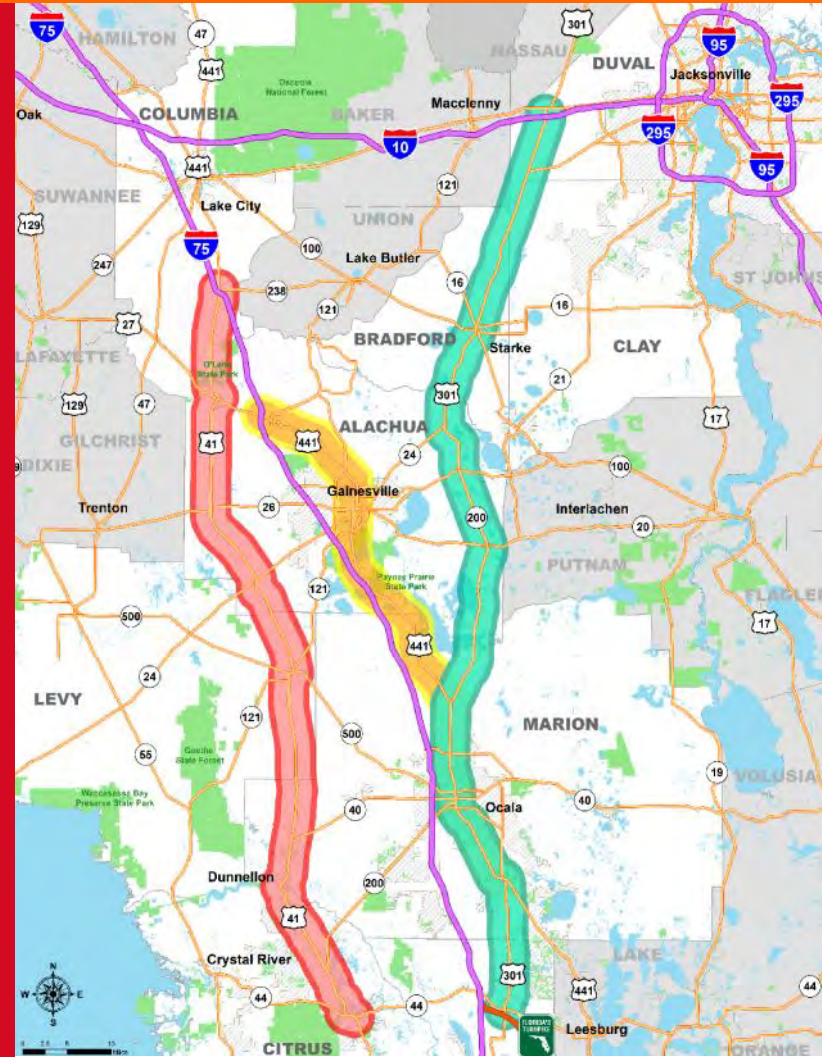 75
HAMILTON
47
441
301
NASSAU
DUVAL
95
Jacksonville
Osceola
National Forest
Macclenny
295
Oak
COLUMBIA
BAKER
295
10
95
441
121
SUWANNEE
Lake City
UNION
129
75
100
Lake Butler
247
238
16
16
ST JOHNS
27
121
BRADFORD
Starke
CLAY
LAFAYETTE
O'Leno
State Park
21
129
47
301
17
41
441
ALACHUA
GILCHRIST
24
100
DIXIE
Gainesville
Trenton
26
200
Interlachen
20
Paynes Prairie
State Park
PUTNAM
121
FLAGLER
500
441
17
24
LEVY
121
500
MARION
Goethe
State Forest
55
19
VOLUSIA
Waccasassa Bay
Preserve State Park
40
Ocala
40
Dunnellon
200
41
Crystal River
301
LAKE
N
W E
S
44
44
441
44
FLORIDA'S
TURNPIKE
Leesburg
CITRUS
ORANGE
Miles